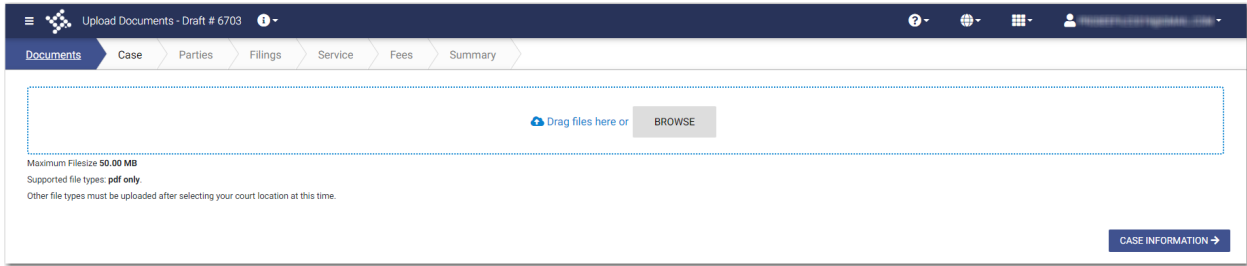 Upload Documents - Draft # 6703
Documents
Case
Parties
Filings
Service
Fees
Summary
Drag files here or
BROWSE
Maximum Filesize 50.00 MB
Supported file types: pdf only.
Other file types must be uploaded after selecting your court location at this time.
CASE INFORMATION →